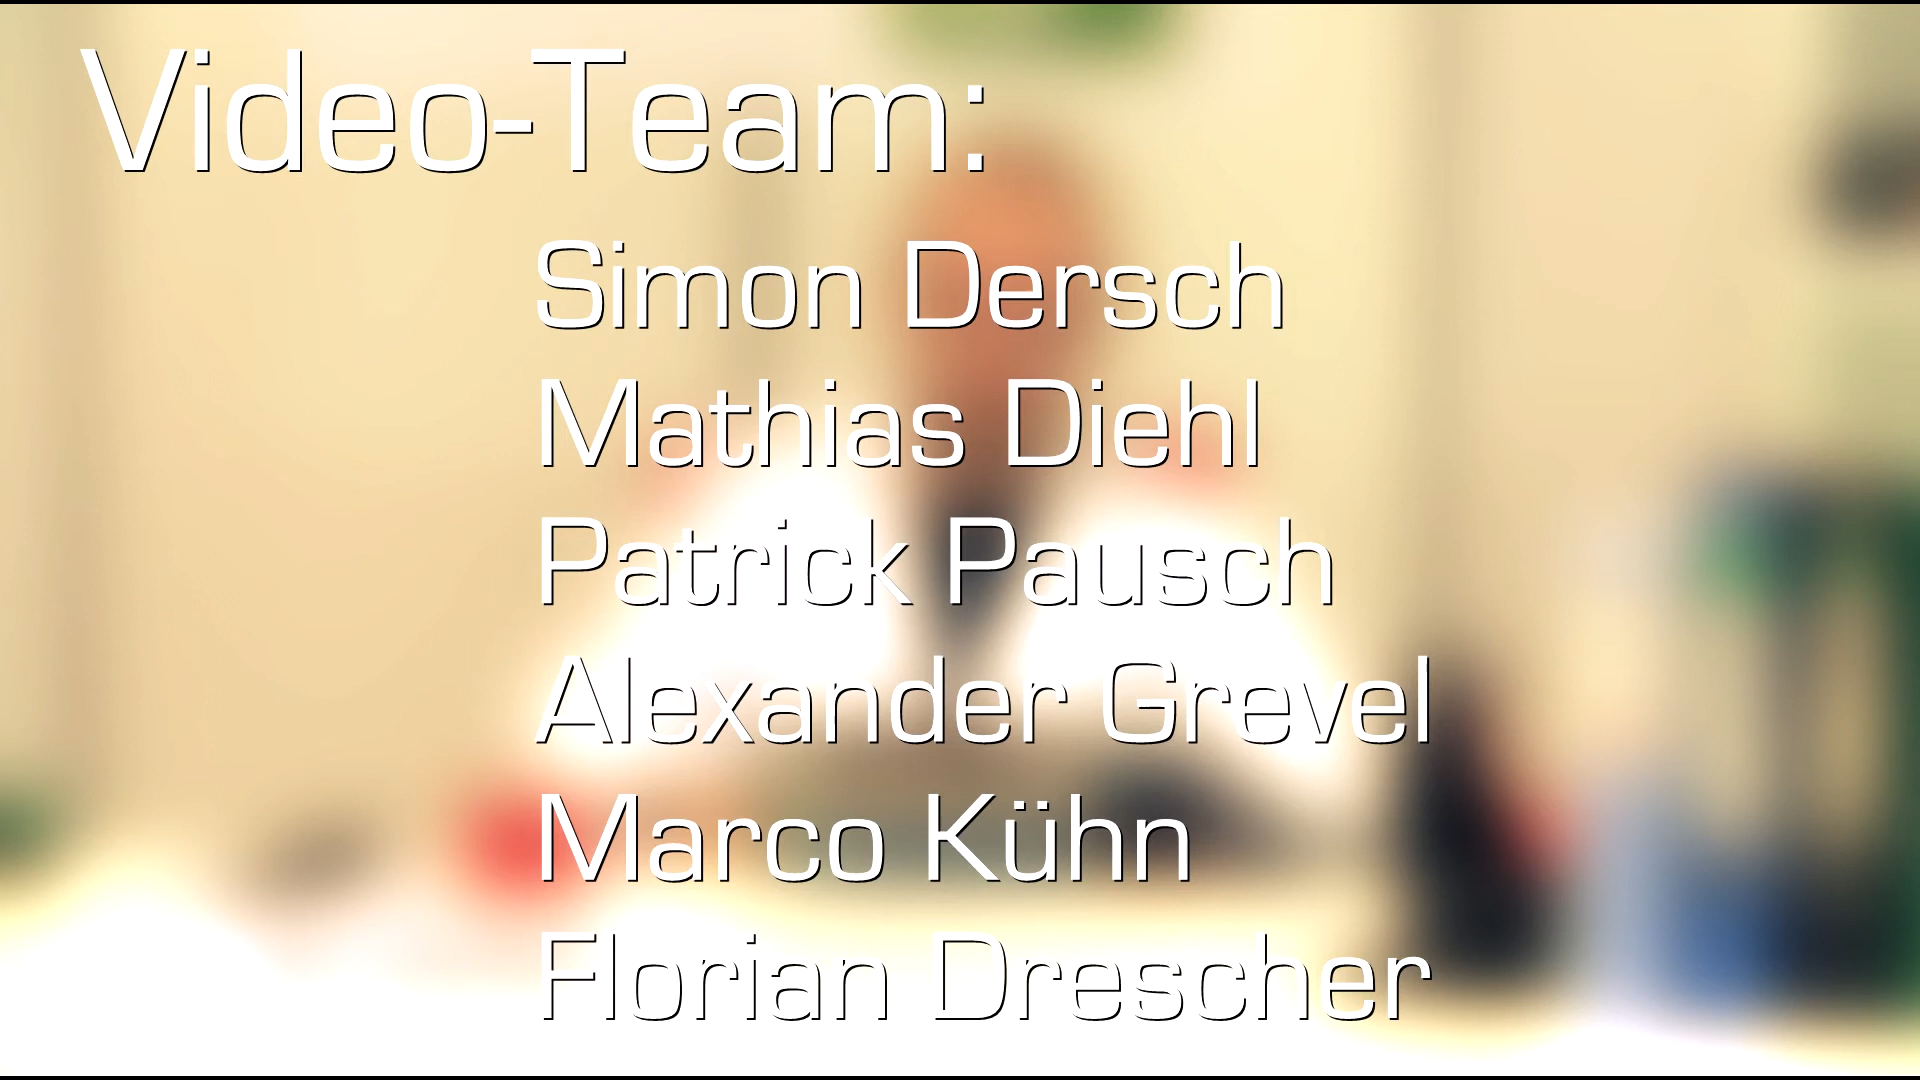 Video-Team:
Simon Dersch
Mathias Diehl
Patrick Pausch
Alexander Grevel
Marco Kühn
Florian Drescher